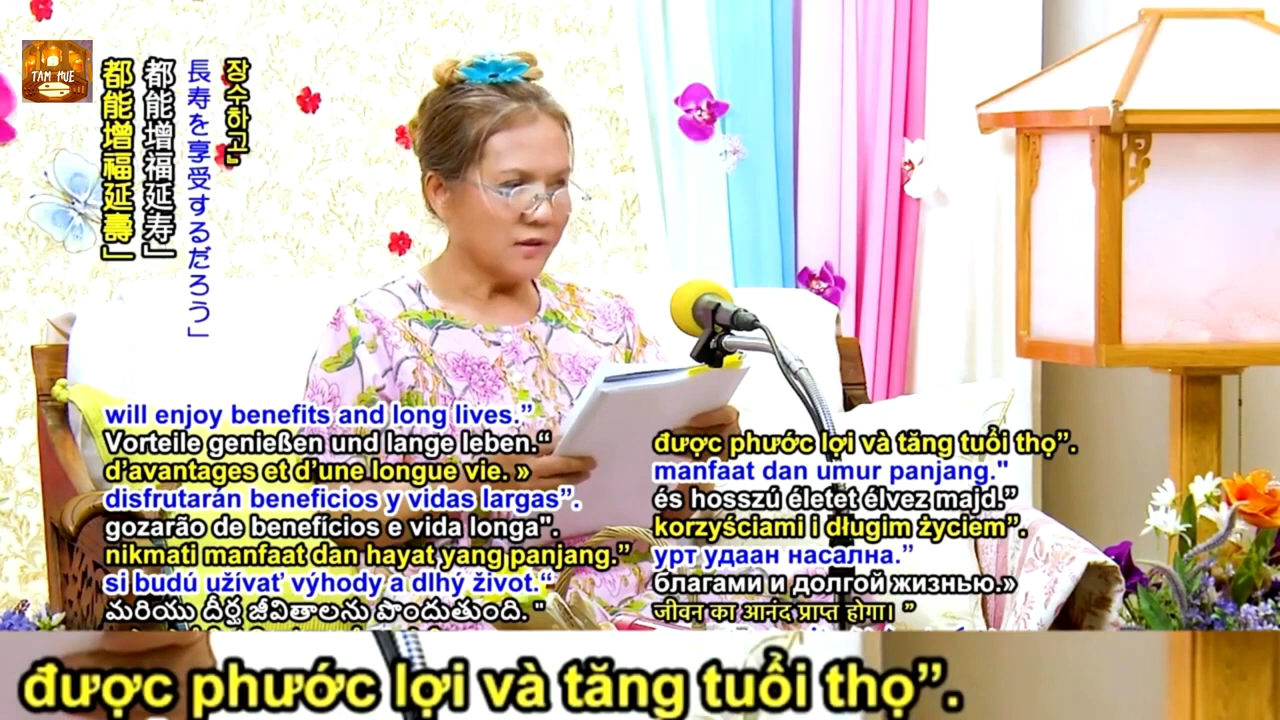 TAM HUE
장수하고』
長寿を享受するだろう」
都能增福延寿」
都能增福延壽」
will enjoy benefits and long lives.”
Vorteile genießen und lange leben.“
d’avantages et d’une longue vie. »
disfrutarán beneficios y vidas largas”.
gozarão de benefícios e vida longa".
nikmati manfaat dan hayat yang panjang.”
si budú užívať výhody a dlhý život.“
మరియు దీర్ఘ జీవితాలను పొందుతుంది. "
được phước lợi và tăng tuổi thọ”.
manfaat dan umur panjang."
és hosszú életet élvez majd.”
korzyściami i długim życiem”.
урт удаан насална.”
благами и долгой жизнью.»
जीवन का आनंद प्राप्त होगा। ”
được phước lợi và tăng tuổi thọ”.